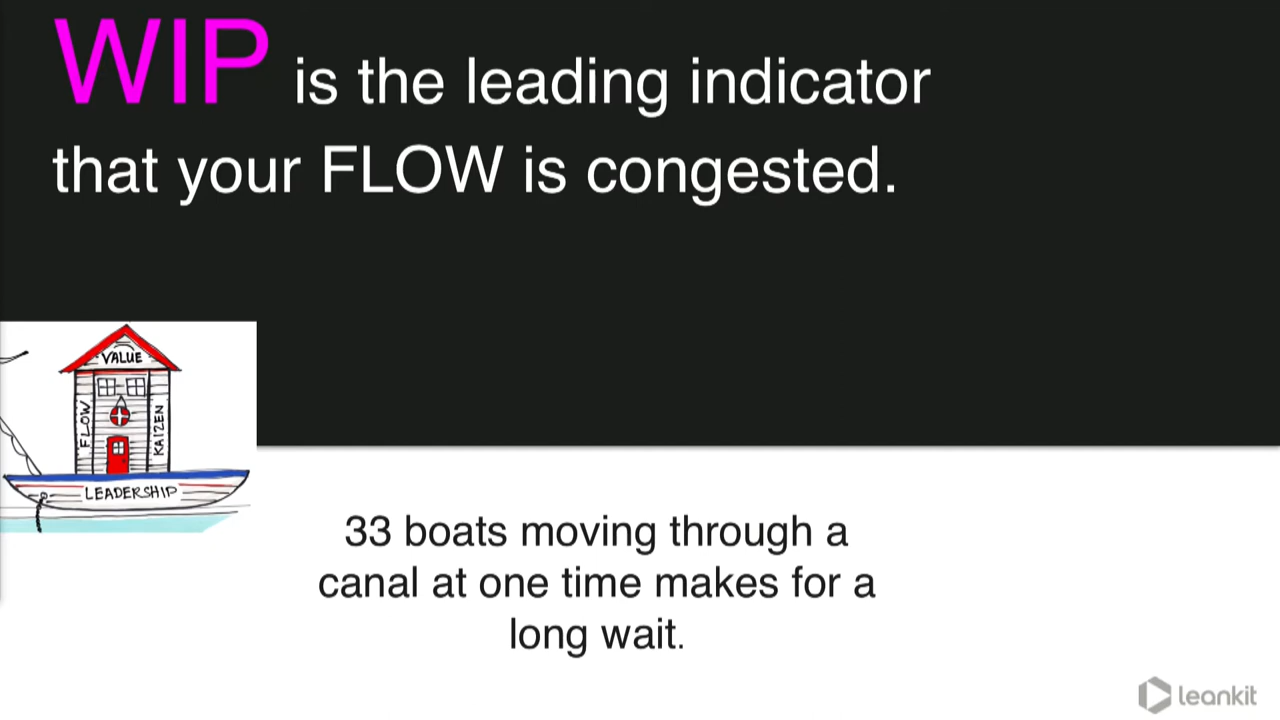 WIP is the leading indicator
that your FLOW is congested.
VALUE
FLOW
KAIZEN
LEADERSHIP
33 boats moving through a
canal at one time makes for a
long wait.
leankit